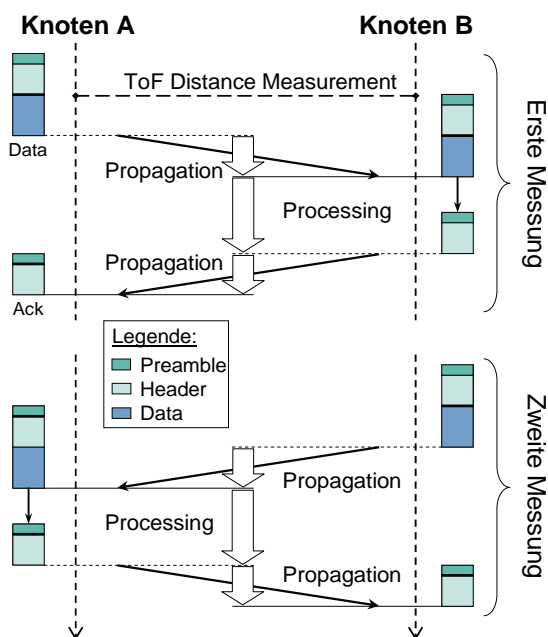 Knoten A
Knoten B
ToF Distance Measurement
Data
Propagation
Processing
Propagation
Ack
Erste Messung
Legende:
Preamble
Header
Data
Propagation
Processing
Propagation
Zweite Messung